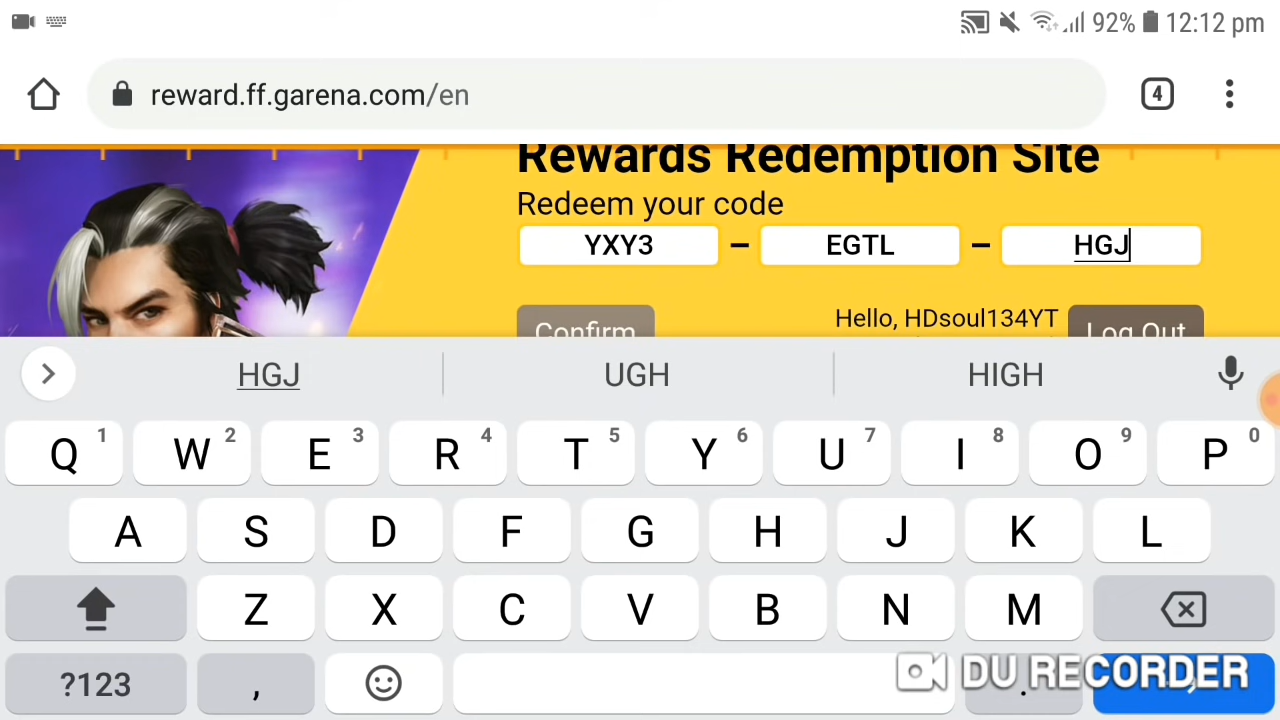 92% 12:12 pm
reward.ff.garena.com/en
4
Rewards Redemption Site
Redeem your code
YXY3 – EGTL – HGJ
Confirm
Hello, HDsoul134YT
Log Out
HGJ UGH HIGH
Q 1 W 2 E 3 R 4 T 5 Y 6 U 7 I 8 O 9 P 0
A S D F G H J K L
Z X C V B N M
?123 , .
DU RECORDER